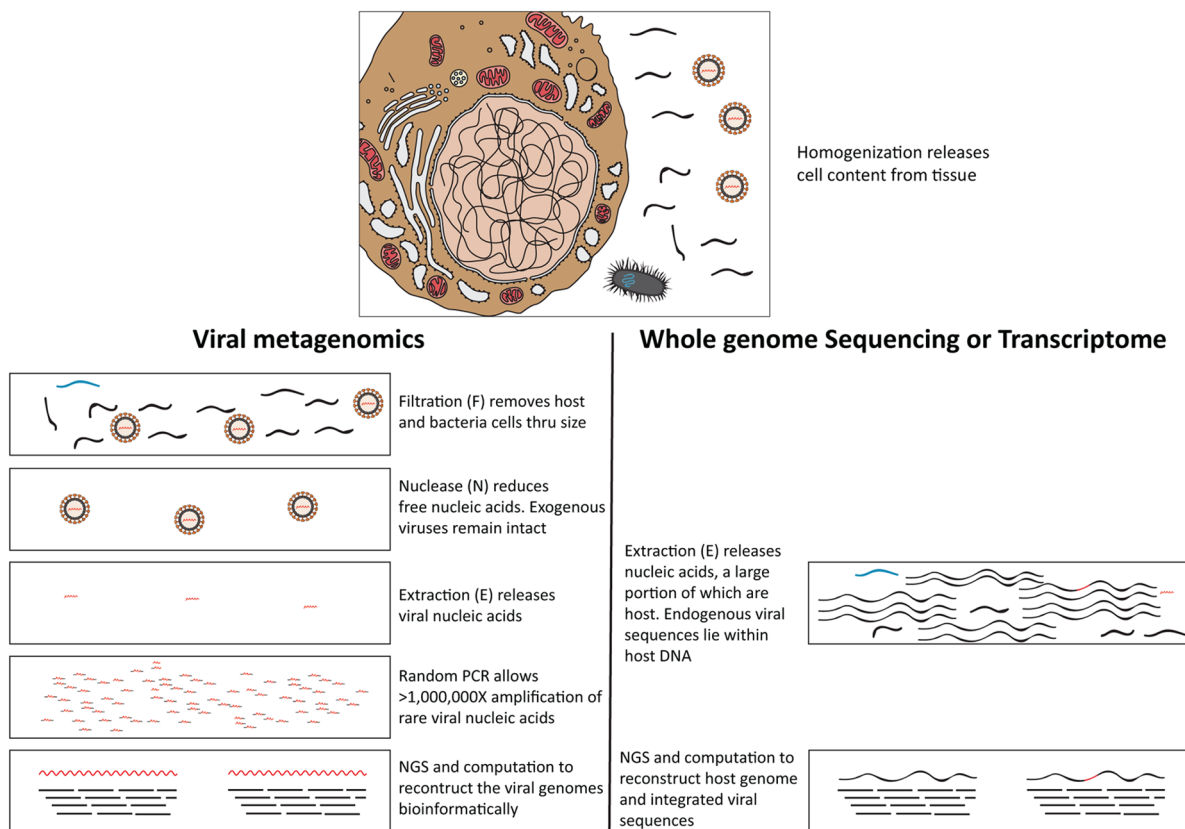 Homogenization releases
cell content from tissue
Viral metagenomics
Filtration (F) removes host
and bacteria cells thru size
Nuclease (N) reduces
free nucleic acids. Exogenous
viruses remain intact
Extraction (E) releases
viral nucleic acids
Random PCR allows
>1,000,000X amplification of
rare viral nucleic acids
NGS and computation to
recontruct the viral genomes
bioinformatically
Whole genome Sequencing or Transcriptome
Extraction (E) releases
nucleic acids, a large
portion of which are
host. Endogenous viral
sequences lie within
host DNA
NGS and computation to
reconstruct host genome
and integrated viral
sequences